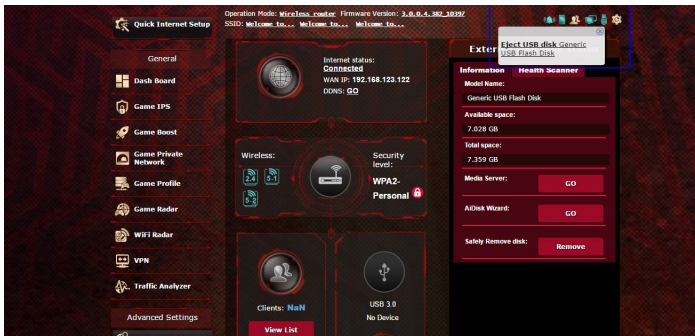 Quick Internet Setup
Operation Mode: Wireless router Firmware Version: 3.0.0.4.382_10397
SSID: Welcome to... Welcome to... Welcome to...
General
Dash Board
Game IPS
Game Boost
Game Private
Network
Game Profile
Game Radar
WiFi Radar
VPN
Traffic Analyzer
Advanced Settings
Internet status:
Connected
WAN IP: 192.168.123.122
DDNS: GO
Wireless:
2.4
5-1
5-2
Security
level:
WPA2-
Personal
Clients: NaN
View List
USB 3.0
No Device
Eject USB disk Generic
USB Flash Disk
Exter
Information
Health Scanner
Model Name:
Generic USB Flash Disk
Available space:
7.028 GB
Total space:
7.359 GB
Media Server:
GO
AiDisk Wizard:
GO
Safely Remove disk:
Remove